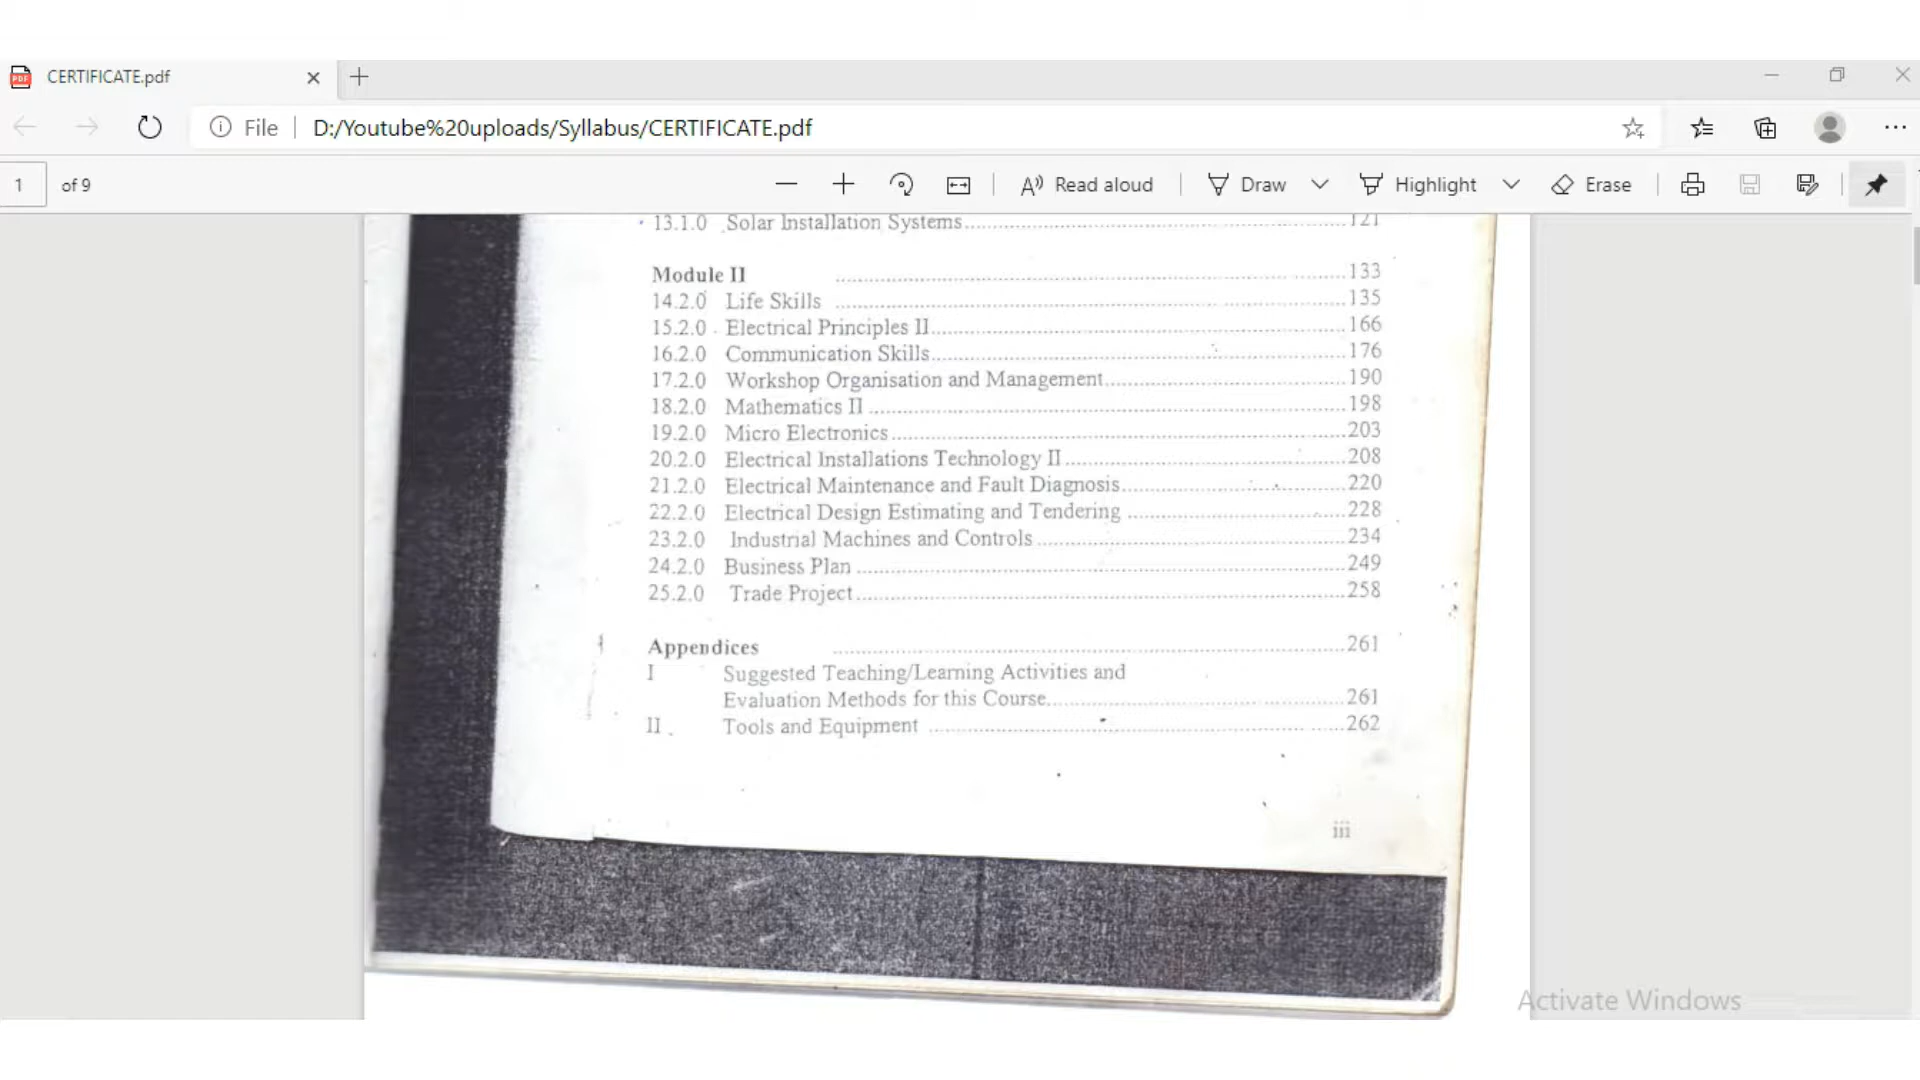 CERTIFICATE.pdf
File D:/Youtube%20uploads/Syllabus/CERTIFICATE.pdf
1 of 9 Read aloud Draw Highlight Erase
13.1.0 Solar Installation Systems 121
Module II 133
14.2.0 Life Skills 135
15.2.0 Electrical Principles II 166
16.2.0 Communication Skills 176
17.2.0 Workshop Organisation and Management 190
18.2.0 Mathematics II 198
19.2.0 Micro Electronics 203
20.2.0 Electrical Installations Technology II 208
21.2.0 Electrical Maintenance and Fault Diagnosis 220
22.2.0 Electrical Design Estimating and Tendering 228
23.2.0 Industrial Machines and Controls 234
24.2.0 Business Plan 249
25.2.0 Trade Project 258
Appendices 261
I Suggested Teaching/Learning Activities and
Evaluation Methods for this Course 261
II Tools and Equipment 262
iii
Activate Windows